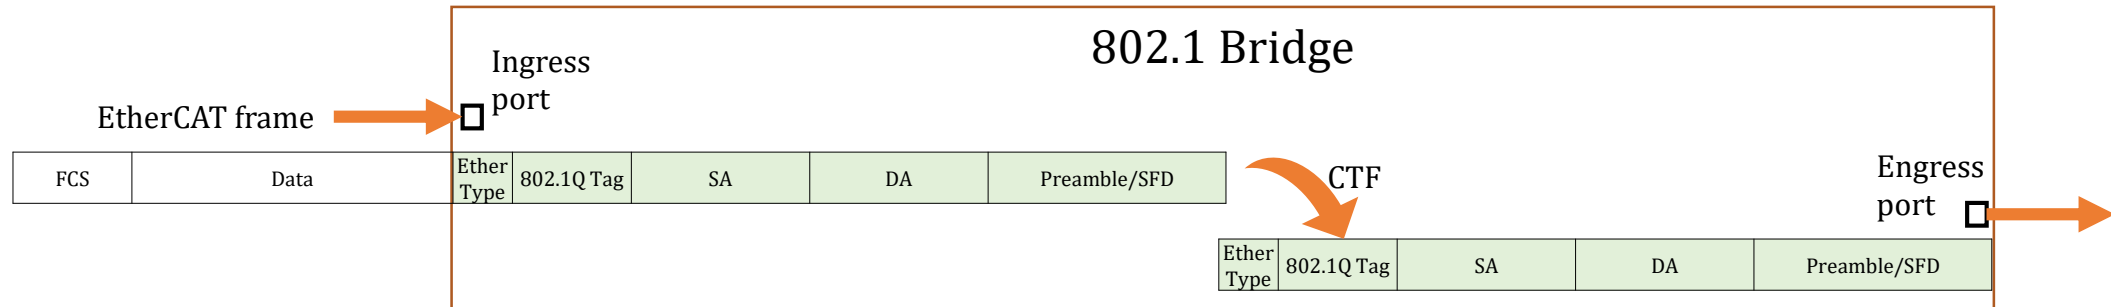 802.1 Bridge
Ingress
port
EtherCAT frame
FCS
Data
Ether
Type
802.1Q Tag
SA
DA
Preamble/SFD
CTF
Engress
port
Ether
Type
802.1Q Tag
SA
DA
Preamble/SFD